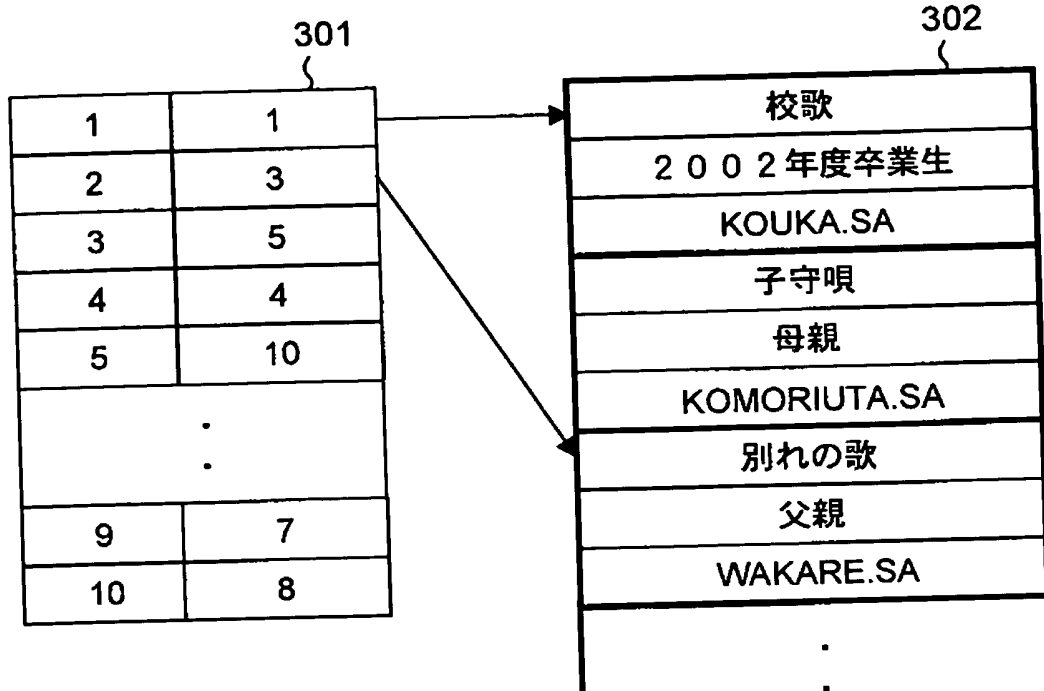 301
1 1
2 3
3 5
4 4
5 10
・
・
9 7
10 8
302
校歌
２００２年度卒業生
KOUKA.SA
子守唄
母親
KOMORIUTA.SA
別れの歌
父親
WAKARE.SA
・
・